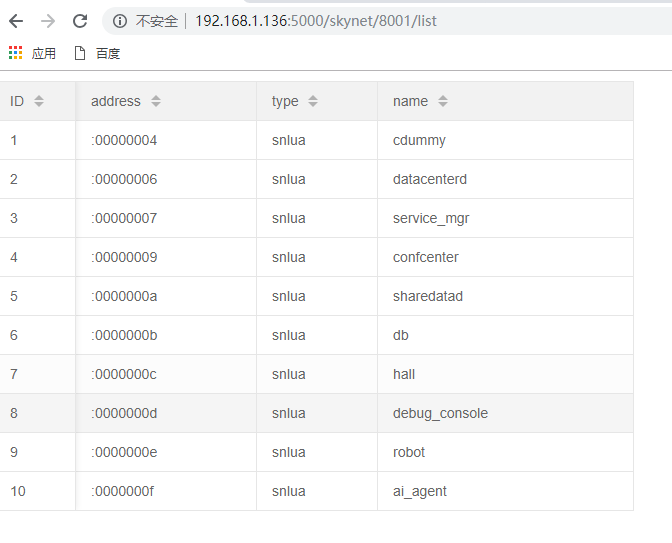 不安全 192.168.1.136:5000/skynet/8001/list
应用 百度
ID address type name
1 :00000004 snlua cdummy
2 :00000006 snlua datacenterd
3 :00000007 snlua service_mgr
4 :00000009 snlua confcenter
5 :0000000a snlua sharedatad
6 :0000000b snlua db
7 :0000000c snlua hall
8 :0000000d snlua debug_console
9 :0000000e snlua robot
10 :0000000f snlua ai_agent